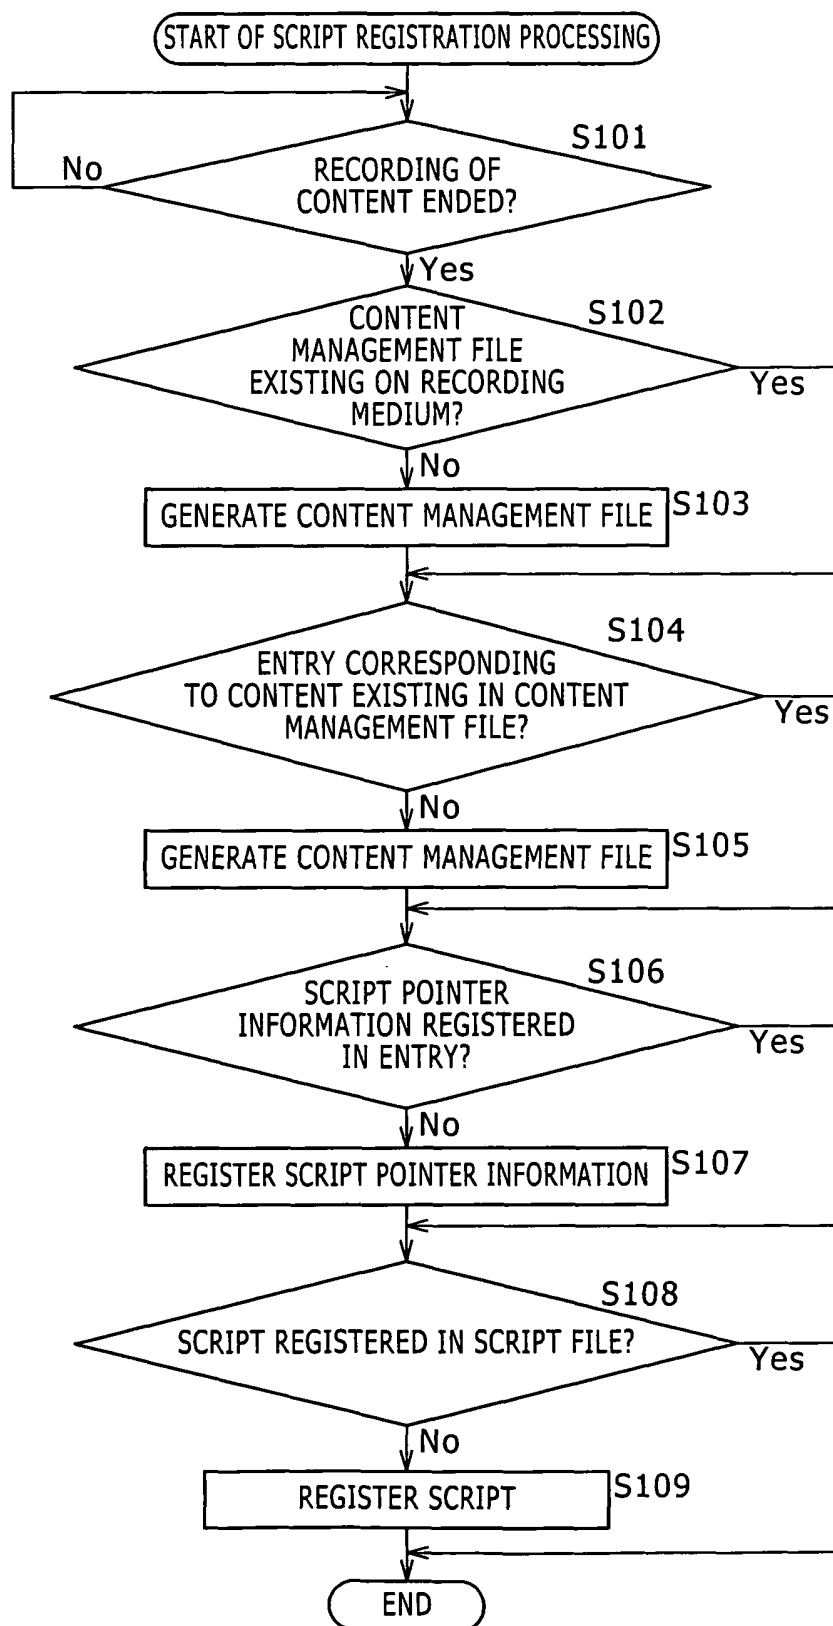 START OF SCRIPT REGISTRATION PROCESSING
S101
No
RECORDING OF
CONTENT ENDED?
Yes
S102
CONTENT
MANAGEMENT FILE
EXISTING ON RECORDING
MEDIUM?
Yes
No
GENERATE CONTENT MANAGEMENT FILE
S103
S104
ENTRY CORRESPONDING
TO CONTENT EXISTING IN CONTENT
MANAGEMENT FILE?
Yes
No
GENERATE CONTENT MANAGEMENT FILE
S105
S106
SCRIPT POINTER
INFORMATION REGISTERED
IN ENTRY?
Yes
No
REGISTER SCRIPT POINTER INFORMATION
S107
S108
SCRIPT REGISTERED IN SCRIPT FILE?
Yes
No
REGISTER SCRIPT
S109
END